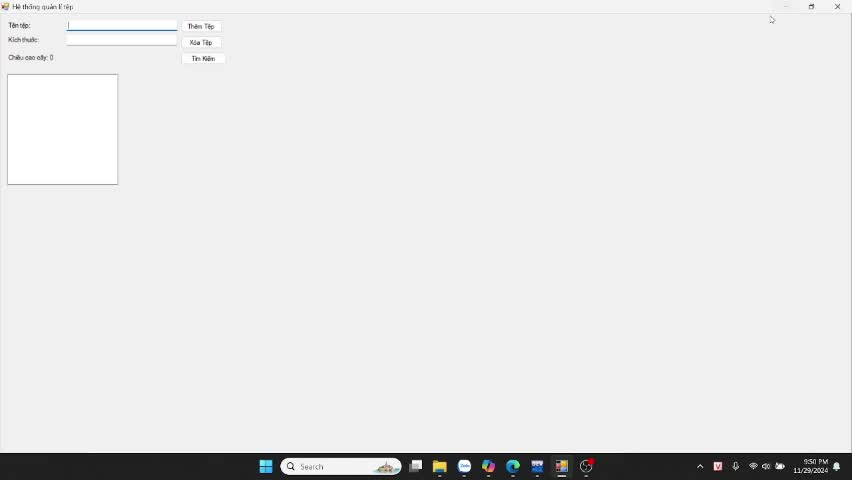 Hệ thống quản lí tệp
Tên tệp:
Thêm Tệp
Kích thước:
Xóa Tệp
Chiều cao cây: 0
Tìm Kiếm
Search
9:50 PM
11/29/2024